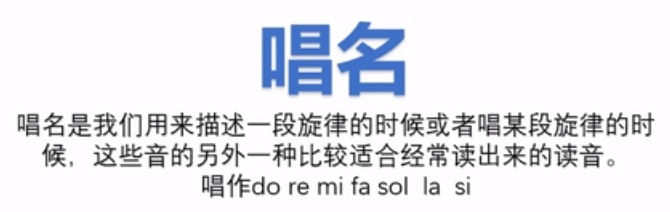 唱名
唱名是我们用来描述一段旋律的时候或者唱某段旋律的时
候，这些音的另外一种比较适合经常读出来的读音。
唱作do re mi fa sol la si